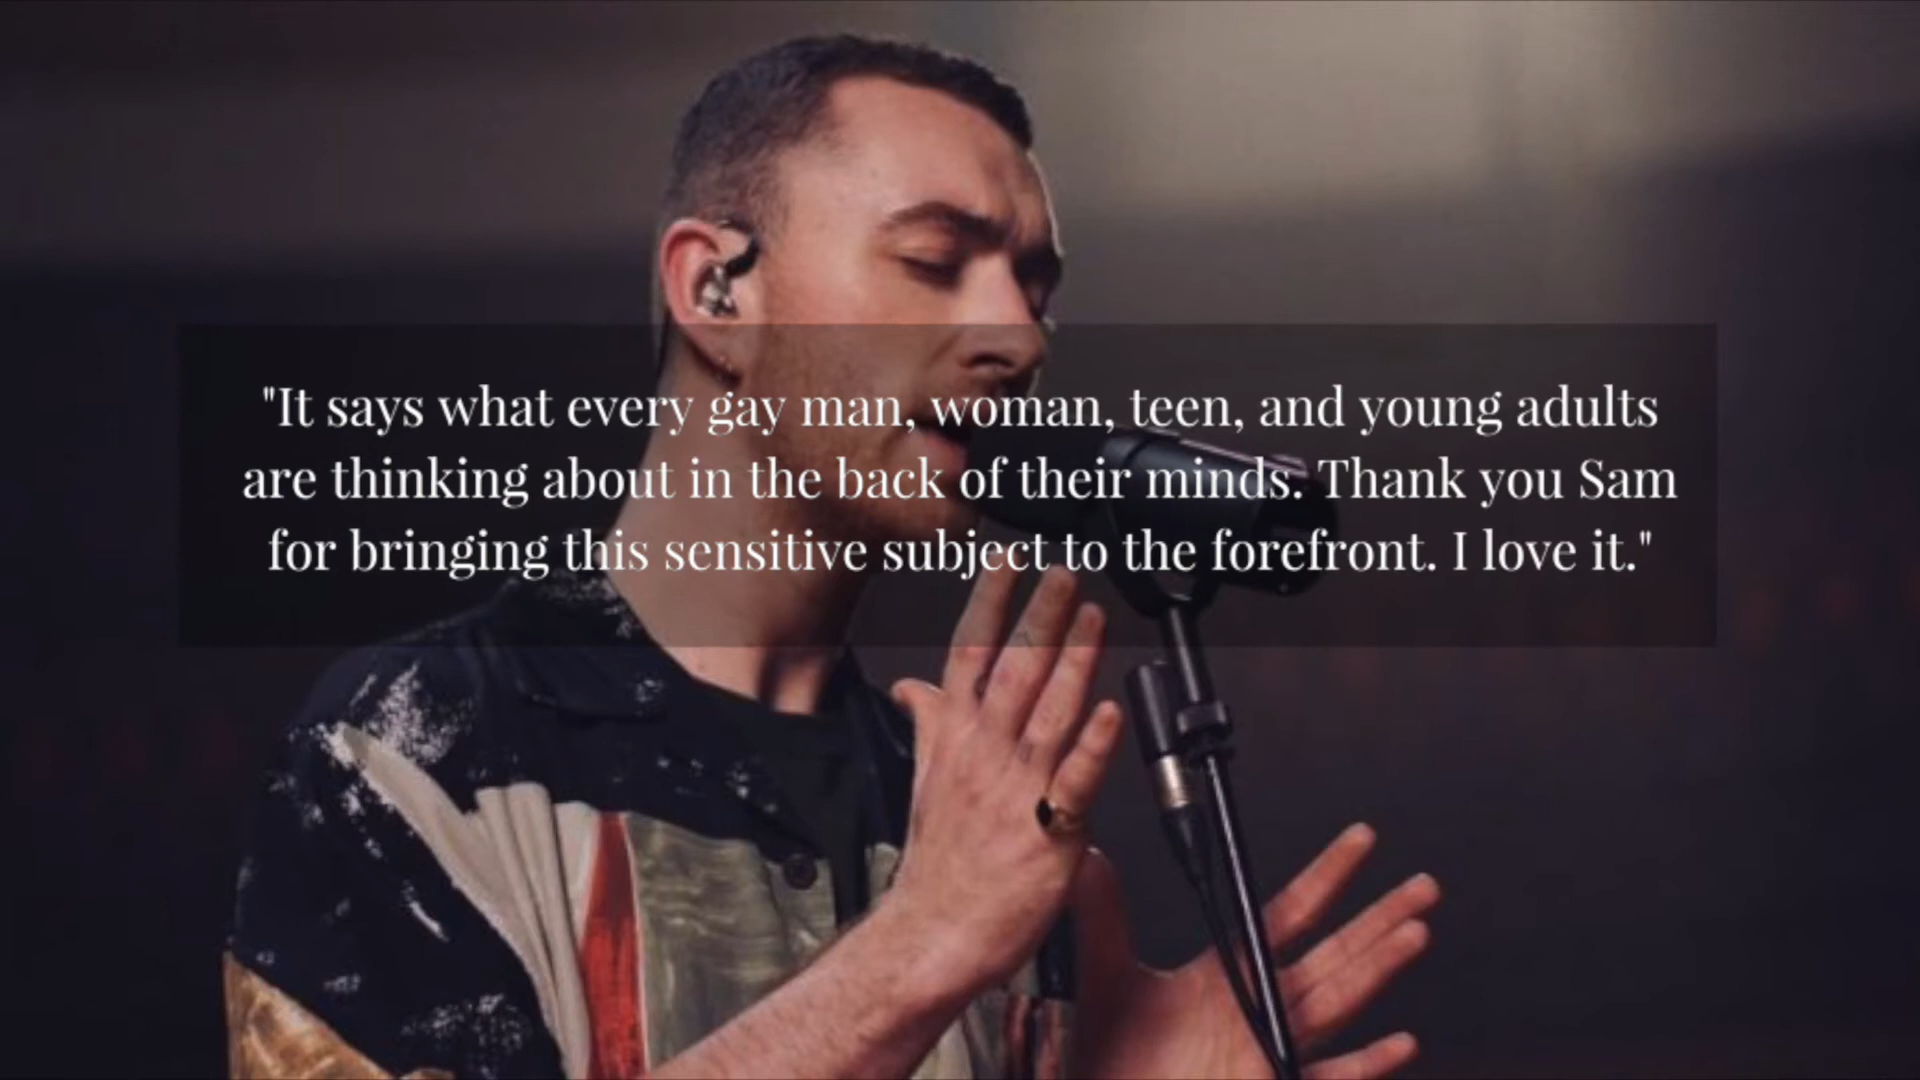 "It says what every gay man, woman, teen, and young adults
are thinking about in the back of their minds. Thank you Sam
for bringing this sensitive subject to the forefront. I love it."